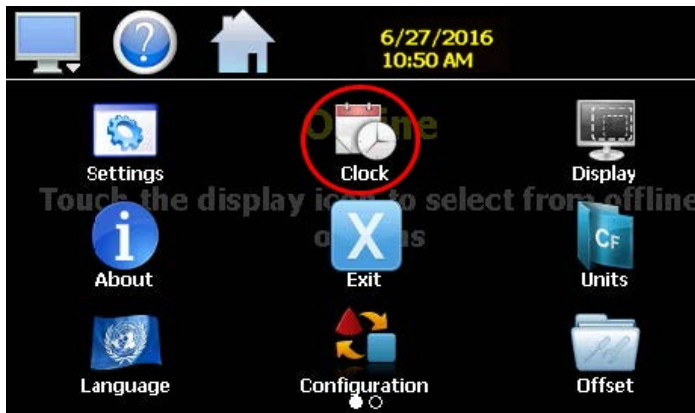 ?
6/27/2016
10:50 AM
Offline
Settings
Clock
Display
Touch the display icon to select from offline
options
i
X
CF
About
Exit
Units
Language
Configuration
Offset